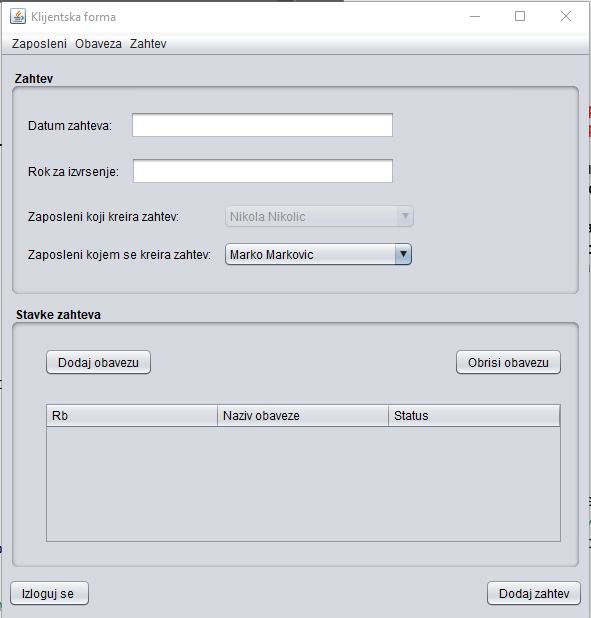 Klijentska forma
Zaposleni Obaveza Zahtev
Zahtev
Datum zahteva:
Rok za izvrsenje:
Zaposleni koji kreira zahtev: Nikola Nikolic
Zaposleni kojem se kreira zahtev: Marko Markovic
Stavke zahteva
Dodaj obavezu Obrisi obavezu
Rb Naziv obaveze Status
Izloguj se Dodaj zahtev